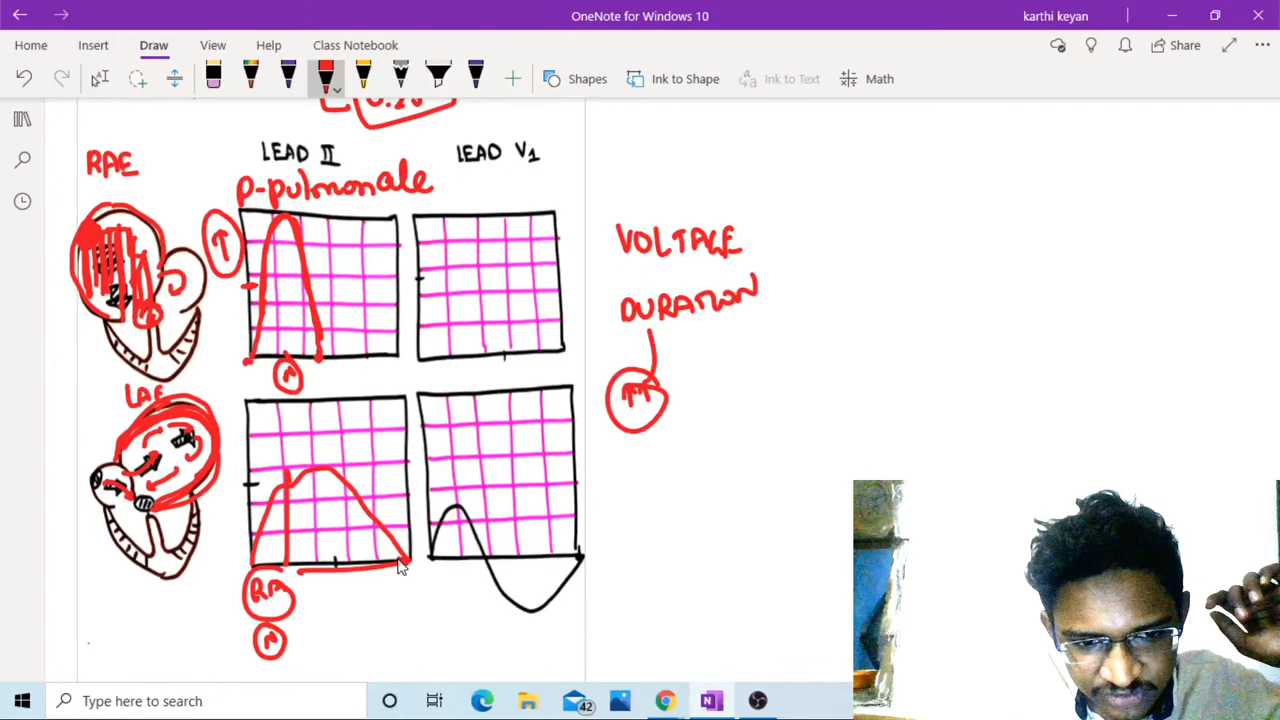 OneNote for Windows 10
karthi keyan
Home
Insert
Draw
View
Help
Class Notebook
Share
Shapes
Ink to Shape
Ink to Text
Math
RAE
LEAD II
LEAD V1
P-pulmonale
VOLTAGE
DURATION
LAE
RA
Type here to search
42